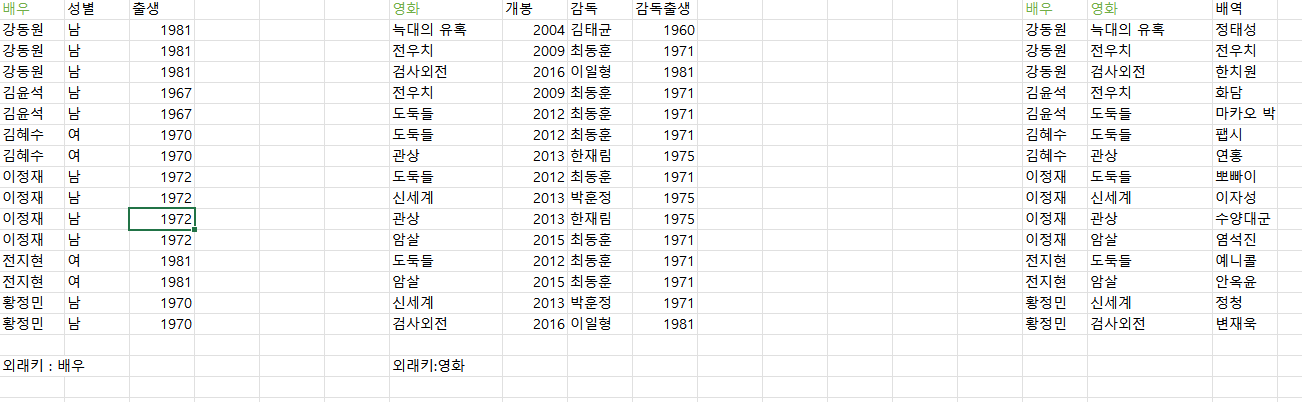 배우 성별 출생 영화 개봉 감독 감독출생 배우 영화 배역
강동원 남 1981 늑대의 유혹 2004 김태균 1960 강동원 늑대의 유혹 정태성
강동원 남 1981 전우치 2009 최동훈 1971 강동원 전우치 전우치
강동원 남 1981 검사외전 2016 이일형 1981 강동원 검사외전 한치원
김윤석 남 1967 전우치 2009 최동훈 1971 김윤석 전우치 화담
김윤석 남 1967 도둑들 2012 최동훈 1971 김윤석 도둑들 마카오 박
김혜수 여 1970 도둑들 2012 최동훈 1971 김혜수 도둑들 팹시
김혜수 여 1970 관상 2013 한재림 1975 김혜수 관상 연홍
이정재 남 1972 도둑들 2012 최동훈 1971 이정재 도둑들 뽀빠이
이정재 남 1972 신세계 2013 박훈정 1975 이정재 신세계 이자성
이정재 남 1972 관상 2013 한재림 1975 이정재 관상 수양대군
이정재 남 1972 암살 2015 최동훈 1971 이정재 암살 염석진
전지현 여 1981 도둑들 2012 최동훈 1971 전지현 도둑들 예니콜
전지현 여 1981 암살 2015 최동훈 1971 전지현 암살 안옥윤
황정민 남 1970 신세계 2013 박훈정 1971 황정민 신세계 정청
황정민 남 1970 검사외전 2016 이일형 1981 황정민 검사외전 변재욱
외래키 : 배우 외래키:영화